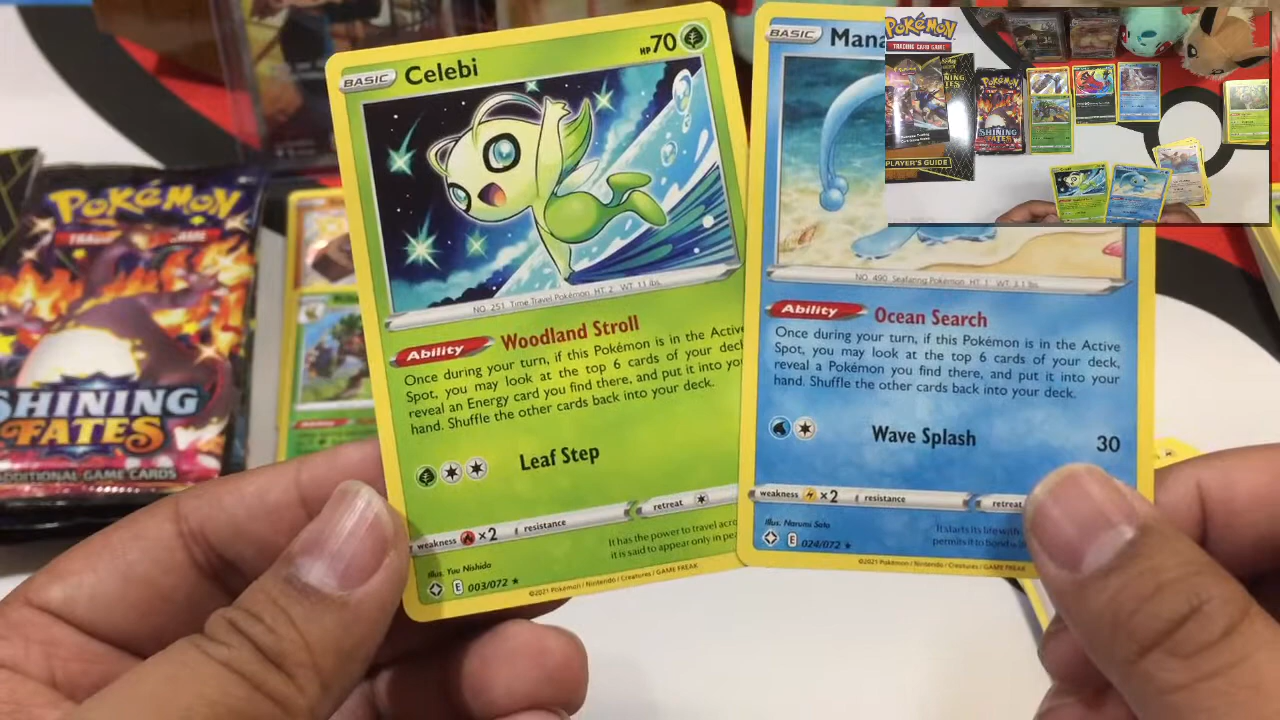 POKÉMON
SHINING
FATES
ADDITIONAL GAME CARDS
BASIC
Celebi
HP70
NO. 251 Time Travel Pokémon HT. 2' WT. 11 lbs.
Ability
Woodland Stroll
Once during your turn, if this Pokémon is in the Active
Spot, you may look at the top 6 cards of your deck
reveal an Energy card you find there, and put it into yo
hand. Shuffle the other cards back into your deck.
Leaf Step
weakness ×2 resistance retreat
It has the power to travel acro
it is said to appear only in pe
Illus. Yuu Nishida
E 003/072 ★
©2021 Pokémon / Nintendo / Creatures / GAME FREAK
BASIC
Mana
NO. 490 Seafaring Pokémon HT. 1' WT. 3.1 lbs.
Ability
Ocean Search
Once during your turn, if this Pokémon is in the Active
Spot, you may look at the top 6 cards of your deck,
reveal a Pokémon you find there, and put it into your
hand. Shuffle the other cards back into your deck.
Wave Splash 30
weakness ×2 resistance retreat
Illus. Narumi Sato
It starts its life with
permits it to bond
E 024/072 ★
©2021 Pokémon / Nintendo / Creatures / GAME FREAK
POKÉMON
TRADING CARD GAME
PLAYER'S GUIDE
POKÉMON
SHINING
FATES